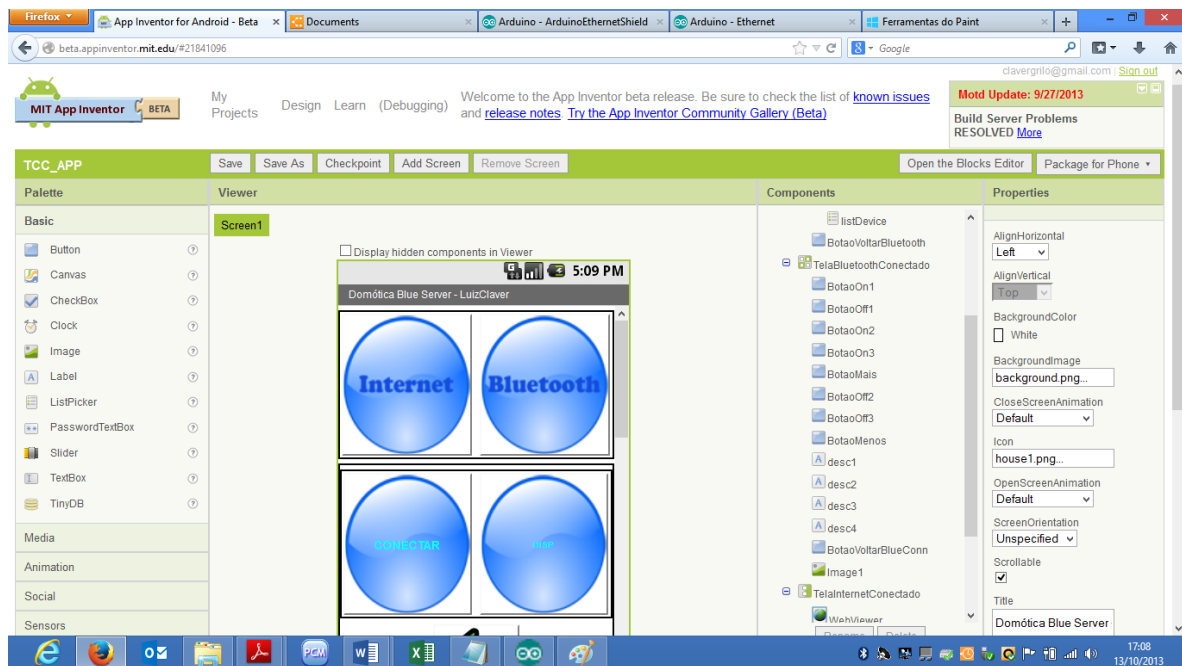 Firefox
App Inventor for Android - Beta
Documents
Arduino - ArduinoEthernetShield
Arduino - Ethernet
Ferramentas do Paint
beta.appinventor.mit.edu/#21841096
Google
clavergrilo@gmail.com | Sign out
MIT App Inventor BETA
My Projects
Design
Learn
(Debugging)
Welcome to the App Inventor beta release. Be sure to check the list of known issues
and release notes. Try the App Inventor Community Gallery (Beta)
Motd Update: 9/27/2013
Build Server Problems
RESOLVED More
TCC_APP
Save
Save As
Checkpoint
Add Screen
Remove Screen
Open the Blocks Editor
Package for Phone
Palette
Basic
Button
Canvas
CheckBox
Clock
Image
Label
ListPicker
PasswordTextBox
Slider
TextBox
TinyDB
Media
Animation
Social
Sensors
Viewer
Screen1
Display hidden components in Viewer
5:09 PM
Domótica Blue Server - LuizClaver
Internet
Bluetooth
CONECTAR
Components
listDevice
BotaoVoltarBluetooth
TelaBluetoothConectado
BotaoOn1
BotaoOff1
BotaoOn2
BotaoOn3
BotaoMais
BotaoOff2
BotaoOff3
BotaoMenos
desc1
desc2
desc3
desc4
BotaoVoltarBlueConn
Image1
TelaInternetConectado
WebViewer
Rename
Delete
Properties
AlignHorizontal
Left
AlignVertical
Top
BackgroundColor
White
BackgroundImage
background.png...
CloseScreenAnimation
Default
Icon
house1.png...
OpenScreenAnimation
Default
ScreenOrientation
Unspecified
Scrollable
Title
Domótica Blue Server
PGM
17:08
13/10/2013